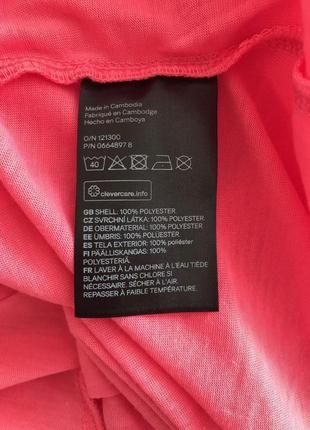 Made in Cambodia
Fabriqué en Cambodge
Hecho en Camboya
O/N 121300
P/N 0664897 8
40
clevercare.info
GB SHELL: 100% POLYESTER
CZ SVRCHNÍ LÁTKA: 100% POLYESTER
DE OBERMATERIAL: 100% POLYESTER
EE ÜMBRIS: 100% POLÜESTER
ES TELA EXTERIOR: 100% poliéster
FI PÄÄLLISKANGAS: 100%
POLYESTERIÄ.
FR LAVER À LA MACHINE À L'EAU TIÈDE
BLANCHIR SANS CHLORE SI
NÉCESSAIRE. SÉCHER À L'AIR.
REPASSER À FAIBLE TEMPÉRATURE.